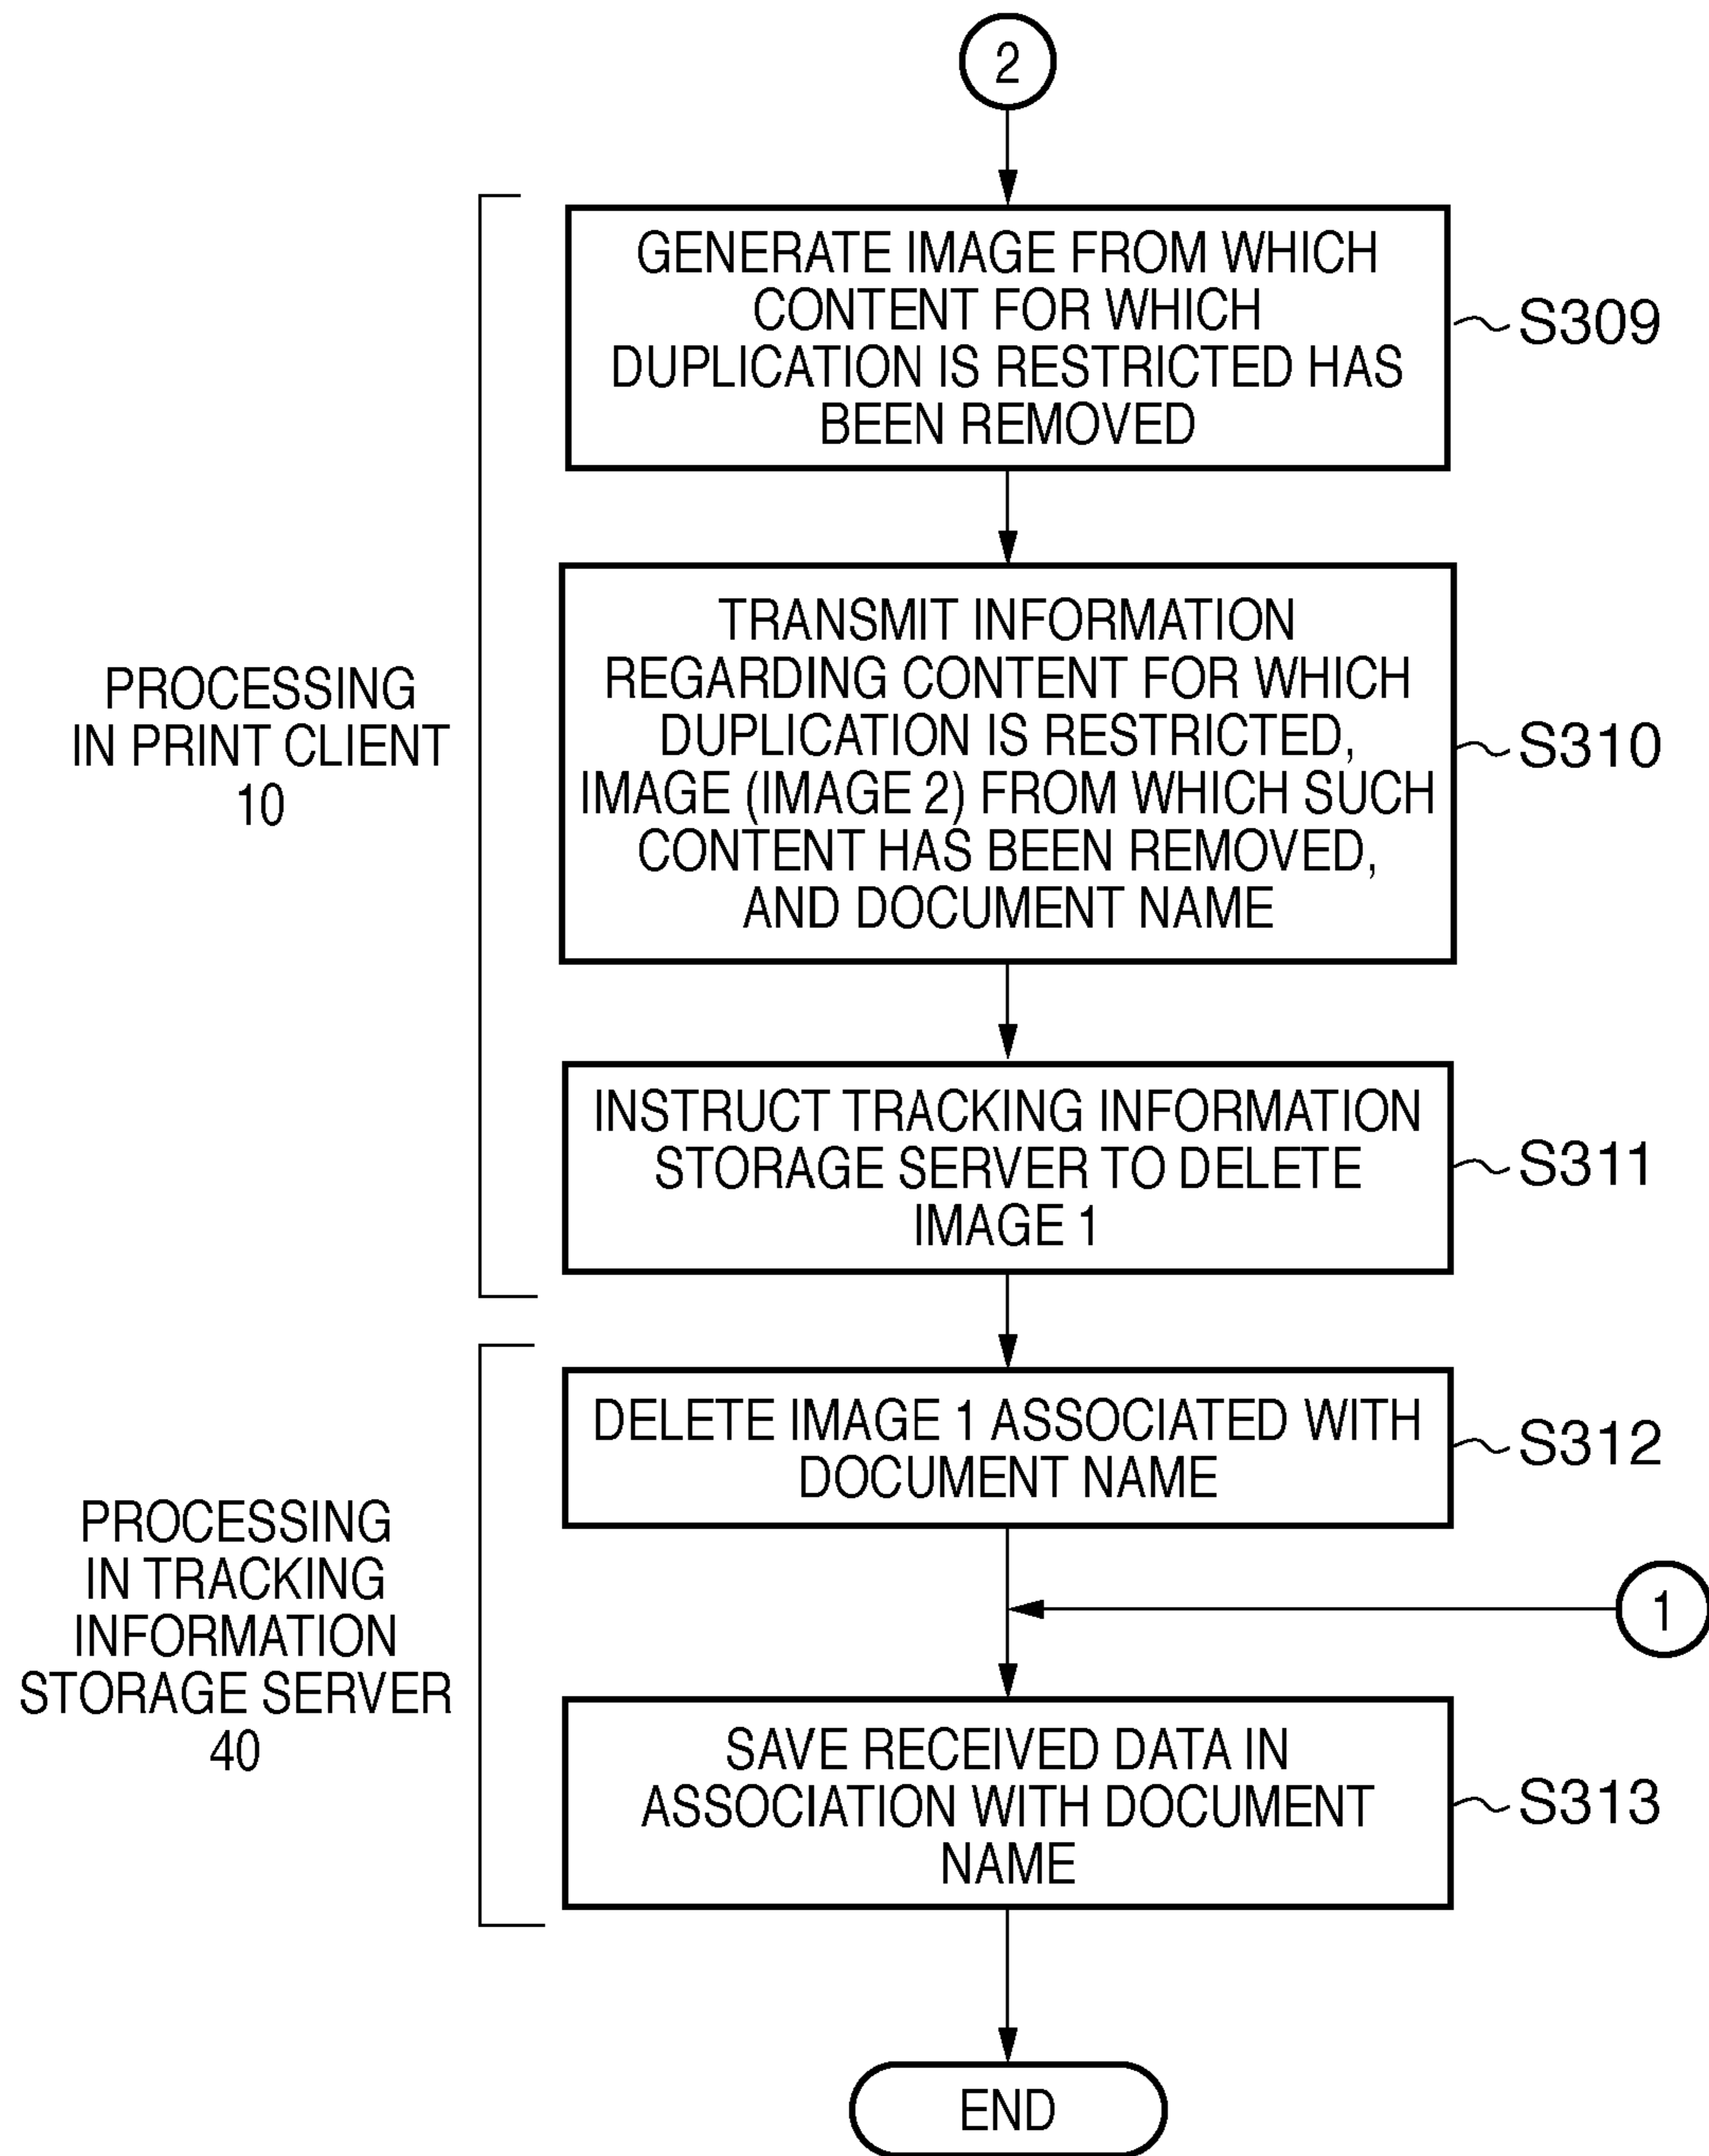 2
GENERATE IMAGE FROM WHICH
CONTENT FOR WHICH
DUPLICATION IS RESTRICTED HAS
BEEN REMOVED
S309
PROCESSING
IN PRINT CLIENT
10
TRANSMIT INFORMATION
REGARDING CONTENT FOR WHICH
DUPLICATION IS RESTRICTED,
IMAGE (IMAGE 2) FROM WHICH SUCH
CONTENT HAS BEEN REMOVED,
AND DOCUMENT NAME
S310
INSTRUCT TRACKING INFORMATION
STORAGE SERVER TO DELETE
IMAGE 1
S311
DELETE IMAGE 1 ASSOCIATED WITH
DOCUMENT NAME
S312
PROCESSING
IN TRACKING
INFORMATION
STORAGE SERVER
40
1
SAVE RECEIVED DATA IN
ASSOCIATION WITH DOCUMENT
NAME
S313
END